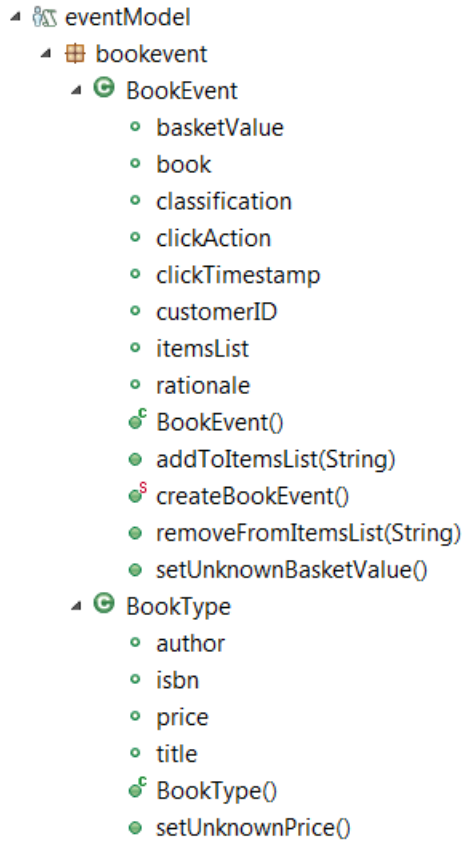 eventModel
bookevent
BookEvent
basketValue
book
classification
clickAction
clickTimestamp
customerID
itemsList
rationale
BookEvent()
addToItemsList(String)
createBookEvent()
removeFromItemsList(String)
setUnknownBasketValue()
BookType
author
isbn
price
title
BookType()
setUnknownPrice()